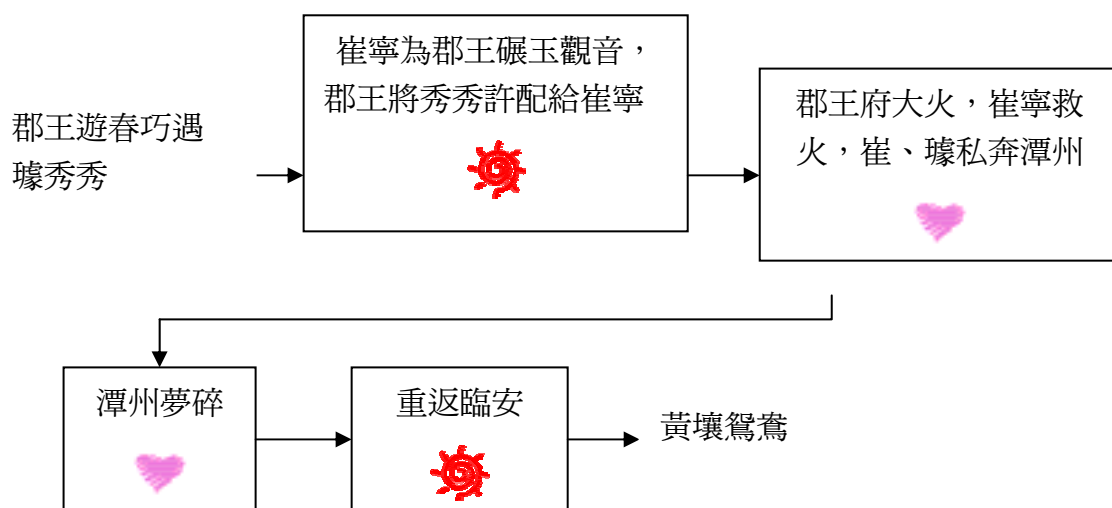 郡王遊春巧遇
璩秀秀
崔寧為郡王碾玉觀音，
郡王將秀秀許配給崔寧
郡王府大火，崔寧救
火，崔、璩私奔潭州
潭州夢碎
重返臨安
黃壤鴛鴦